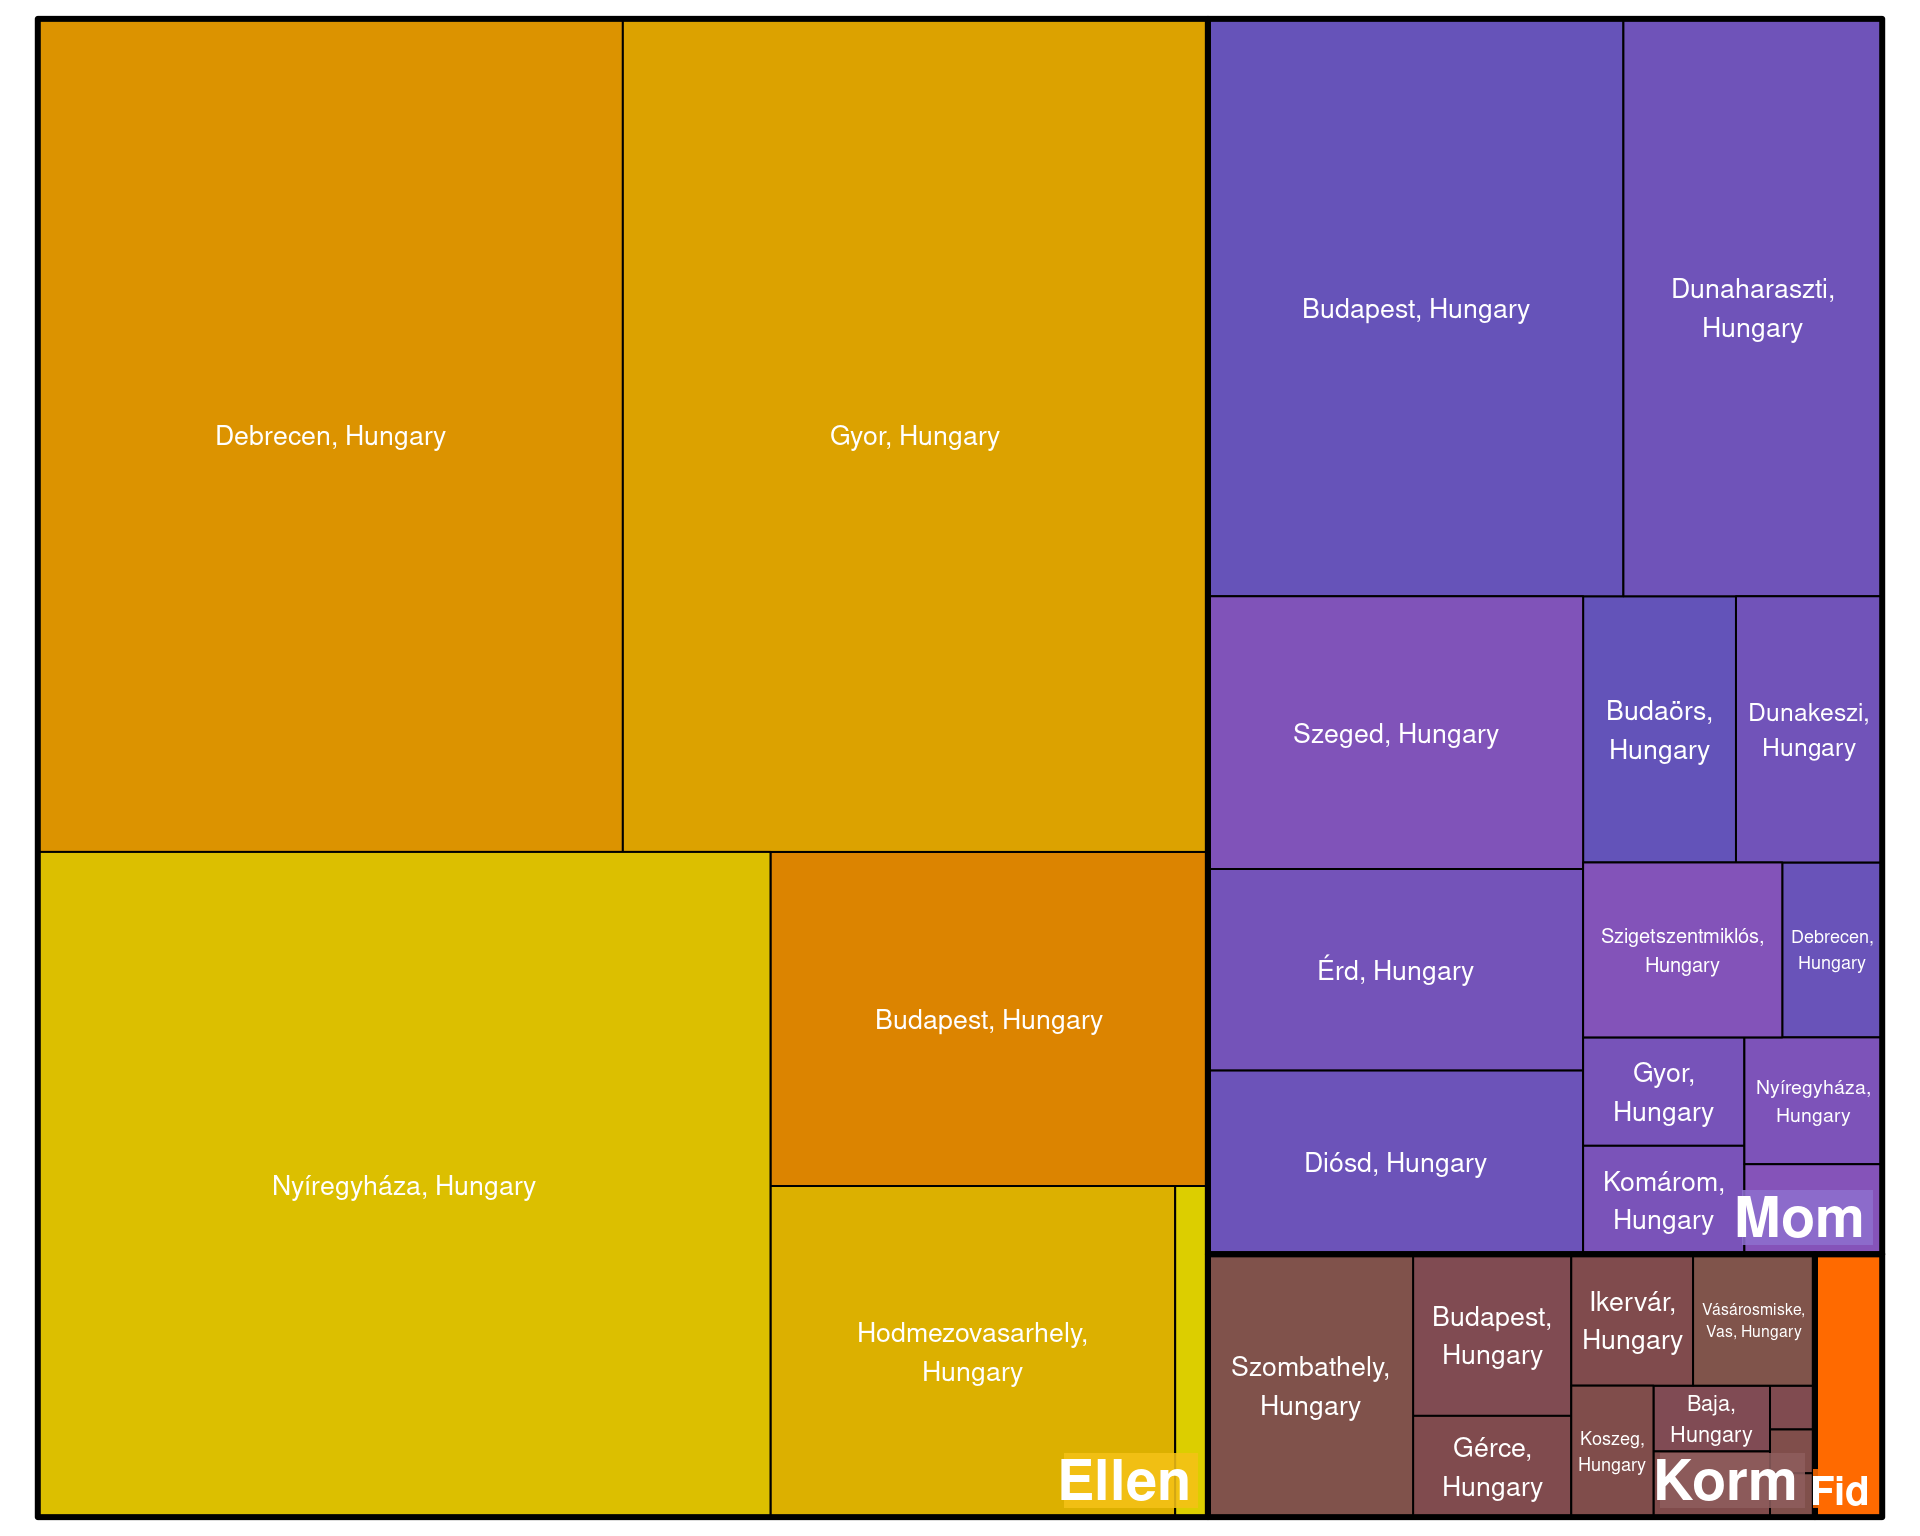 Debrecen, Hungary
Gyor, Hungary
Nyíregyháza, Hungary
Budapest, Hungary
Hodmezovasarhely,
Hungary
Ellen
Budapest, Hungary
Dunaharaszti,
Hungary
Szeged, Hungary
Budaörs,
Hungary
Dunakeszi,
Hungary
Érd, Hungary
Szigetszentmiklós,
Hungary
Debrecen,
Hungary
Diósd, Hungary
Gyor,
Hungary
Nyíregyháza,
Hungary
Komárom,
Hungary
Mom
Szombathely,
Hungary
Budapest,
Hungary
Gérce,
Hungary
Ikervár,
Hungary
Vásárosmiske,
Vas, Hungary
Koszeg,
Hungary
Baja,
Hungary
Korm
Fid